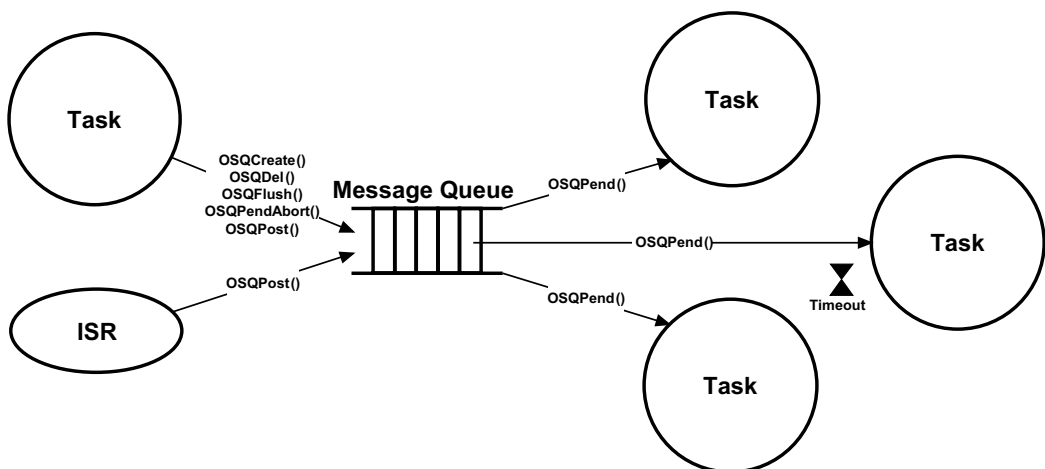 Task
OSQCreate()
OSQDel()
OSQFlush()
OSQPendAbort()
OSQPost()
OSQPost()
ISR
Message Queue
OSQPend()
Task
OSQPend()
Task
Timeout
OSQPend()
Task